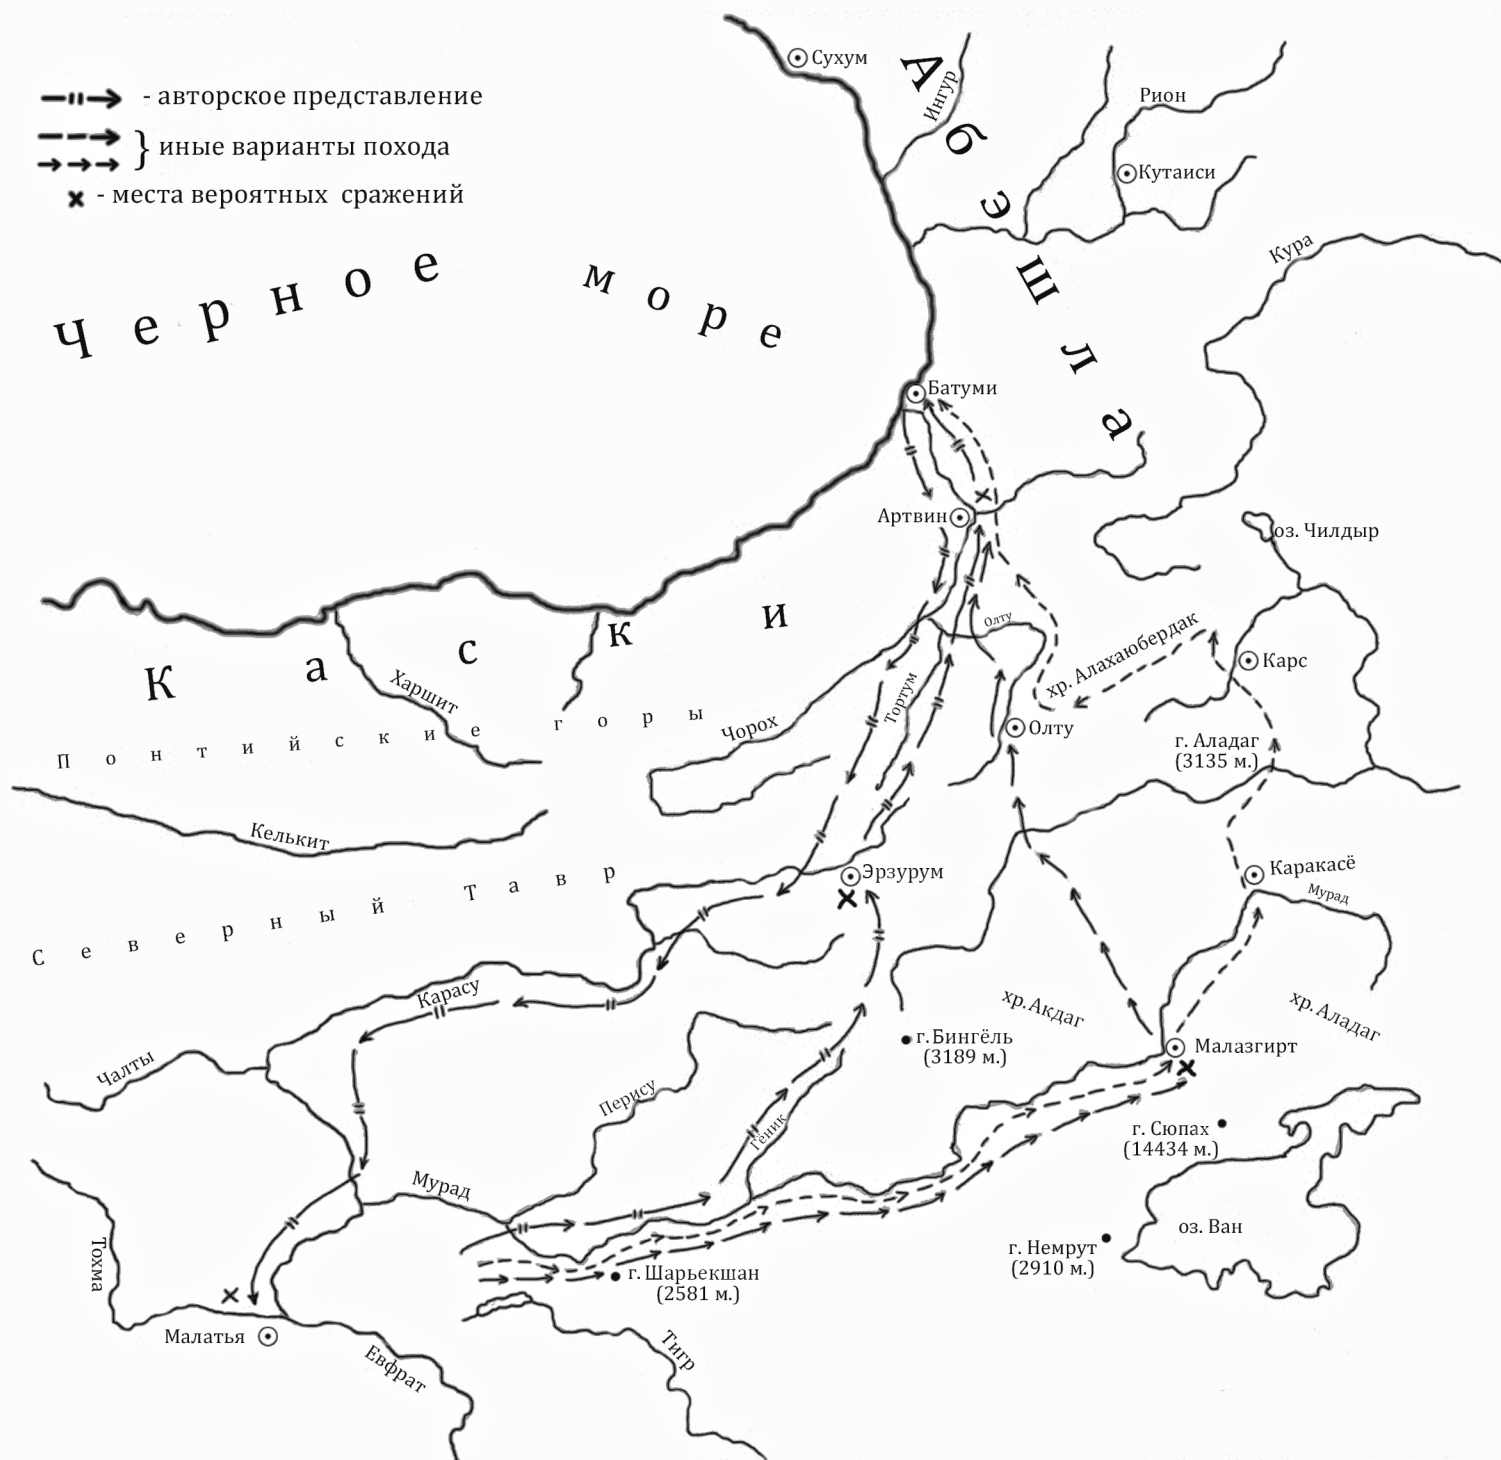 - авторское представление
} иные варианты похода
- места вероятных сражений
Сухум
Абэшла
Ингур
Рион
Кутаиси
Кура
Черное море
Батуми
Артвин
оз. Чилдыр
Каски
Олту
хр. Алахаюбердак
Карс
Харшит
Понтийские горы
Чорох
Тортум
Олту
г. Аладаг
(3135 м.)
Келькит
Северный Тавр
Эрзурум
Каракасё
Мурад
Карасу
хр. Акдаг
хр. Аладаг
г. Бингёль
(3189 м.)
Малазгирт
Чалты
Перису
Гёник
г. Сюпах
(14434 м.)
Мурад
оз. Ван
Тохма
г. Немрут
(2910 м.)
г. Шарьекшан
(2581 м.)
Малатья
Евфрат
Тигр